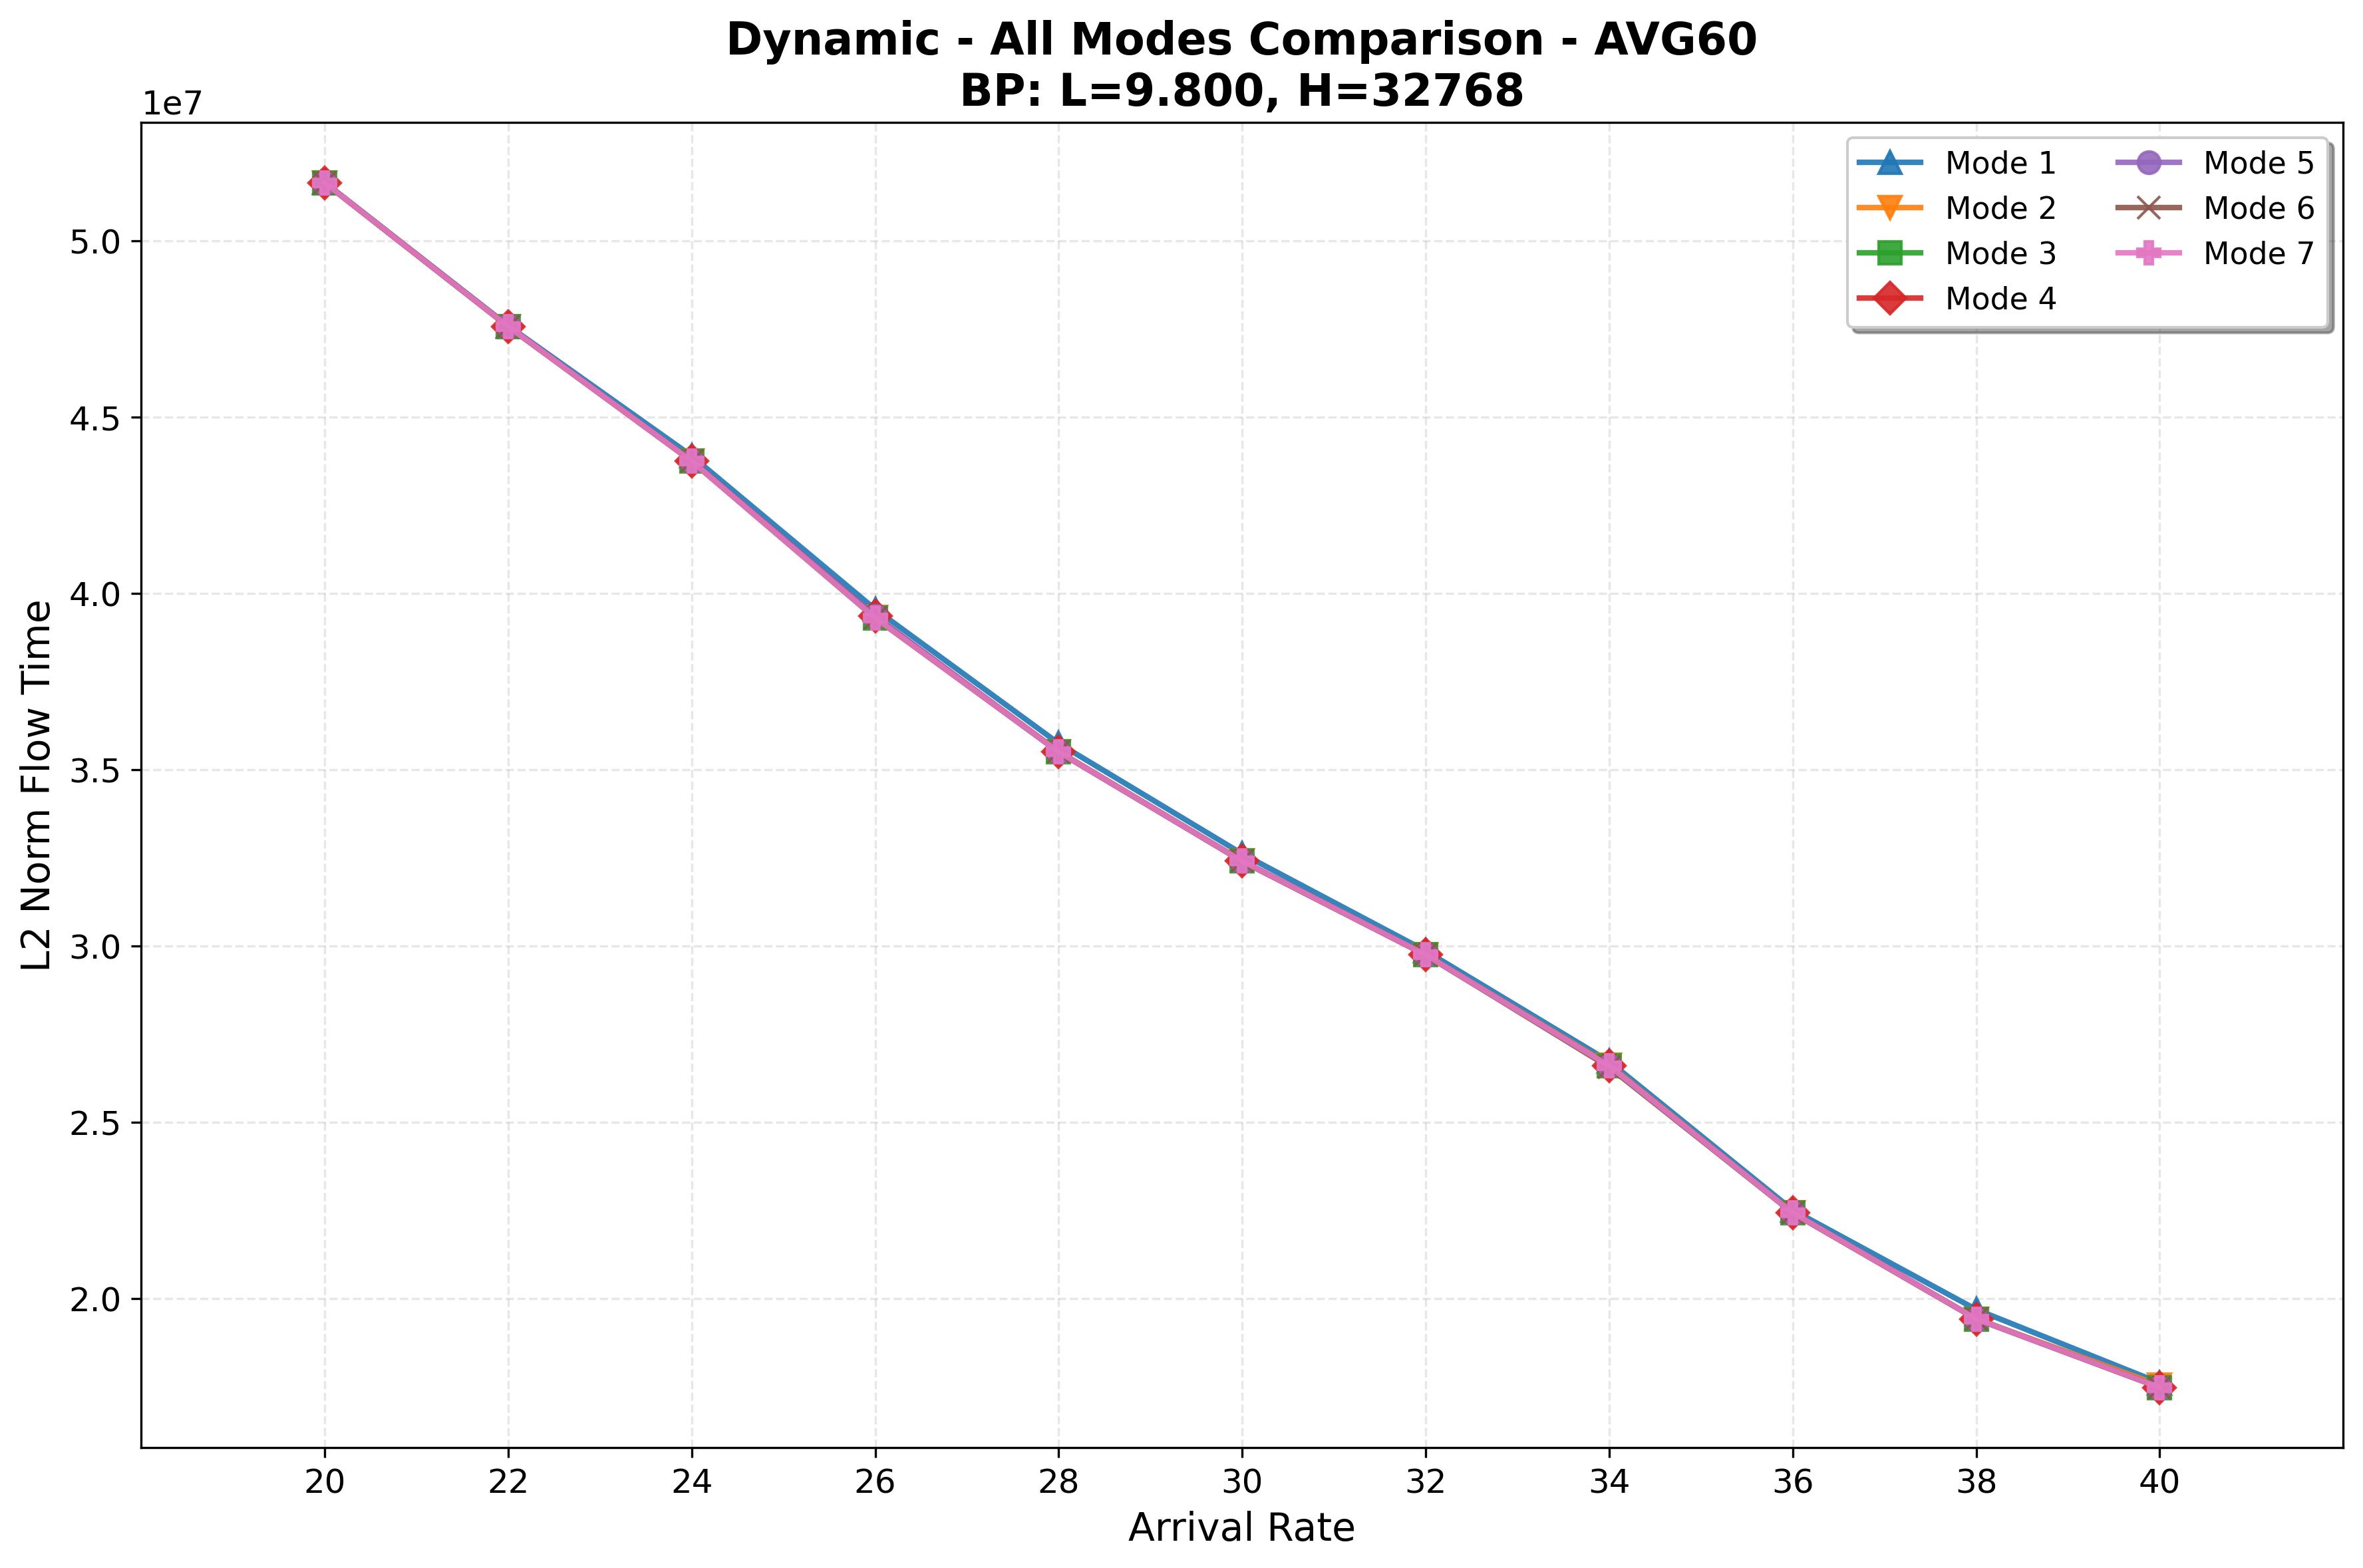 Dynamic - All Modes Comparison - AVG60
BP: L=9.800, H=32768
1e7
Mode 1
Mode 2
Mode 3
Mode 4
Mode 5
Mode 6
Mode 7
L2 Norm Flow Time
5.0
4.5
4.0
3.5
3.0
2.5
2.0
20 22 24 26 28 30 32 34 36 38 40
Arrival Rate